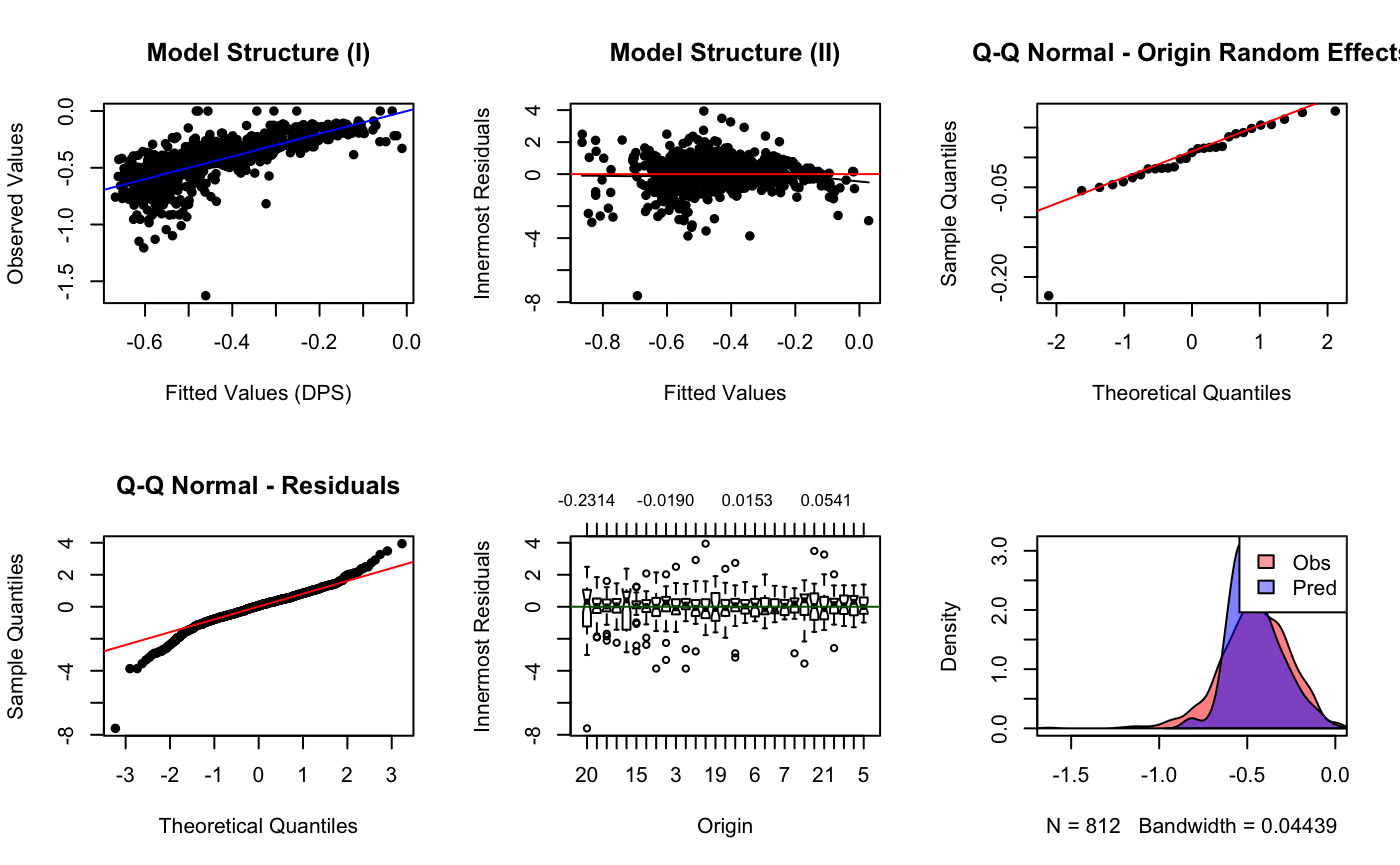 Model Structure (I)
Observed Values
0.0
-0.5
-1.0
-1.5
-0.6 -0.4 -0.2 0.0
Fitted Values (DPS)
Model Structure (II)
Innermost Residuals
4
2
0
-4
-8
-0.8 -0.6 -0.4 -0.2 0.0
Fitted Values
Q-Q Normal - Origin Random Effects
Sample Quantiles
-0.05
-0.20
-2 -1 0 1 2
Theoretical Quantiles
Q-Q Normal - Residuals
Sample Quantiles
4
2
0
-4
-8
-3 -2 -1 0 1 2 3
Theoretical Quantiles
-0.2314 -0.0190 0.0153 0.0541
Innermost Residuals
4
2
0
-4
-8
20 15 3 19 6 7 21 5
Origin
Density
3.0
2.0
1.0
0.0
Obs
Pred
-1.5 -1.0 -0.5 0.0
N = 812 Bandwidth = 0.04439